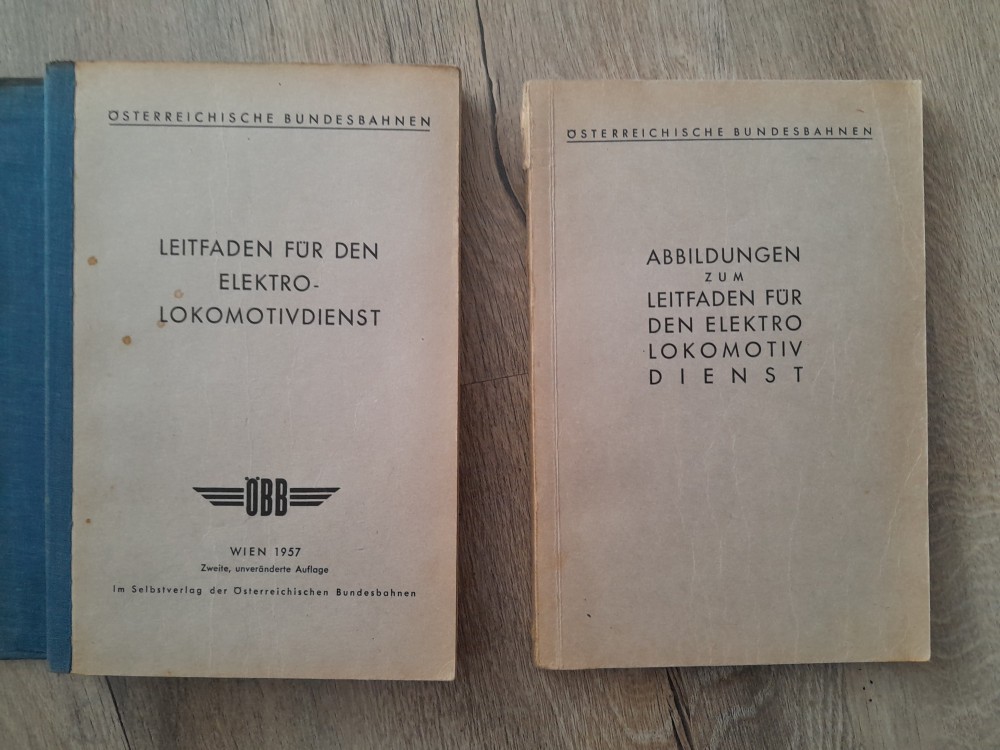 ÖSTERREICHISCHE BUNDESBAHNEN
LEITFADEN FÜR DEN
ELEKTRO-
LOKOMOTIVDIENST
ÖBB
WIEN 1957
Zweite, unveränderte Auflage
Im Selbstverlag der Österreichischen Bundesbahnen
ÖSTERREICHISCHE BUNDESBAHNEN
ABBILDUNGEN
ZUM
LEITFADEN FÜR
DEN ELEKTRO
LOKOMOTIV
DIENST